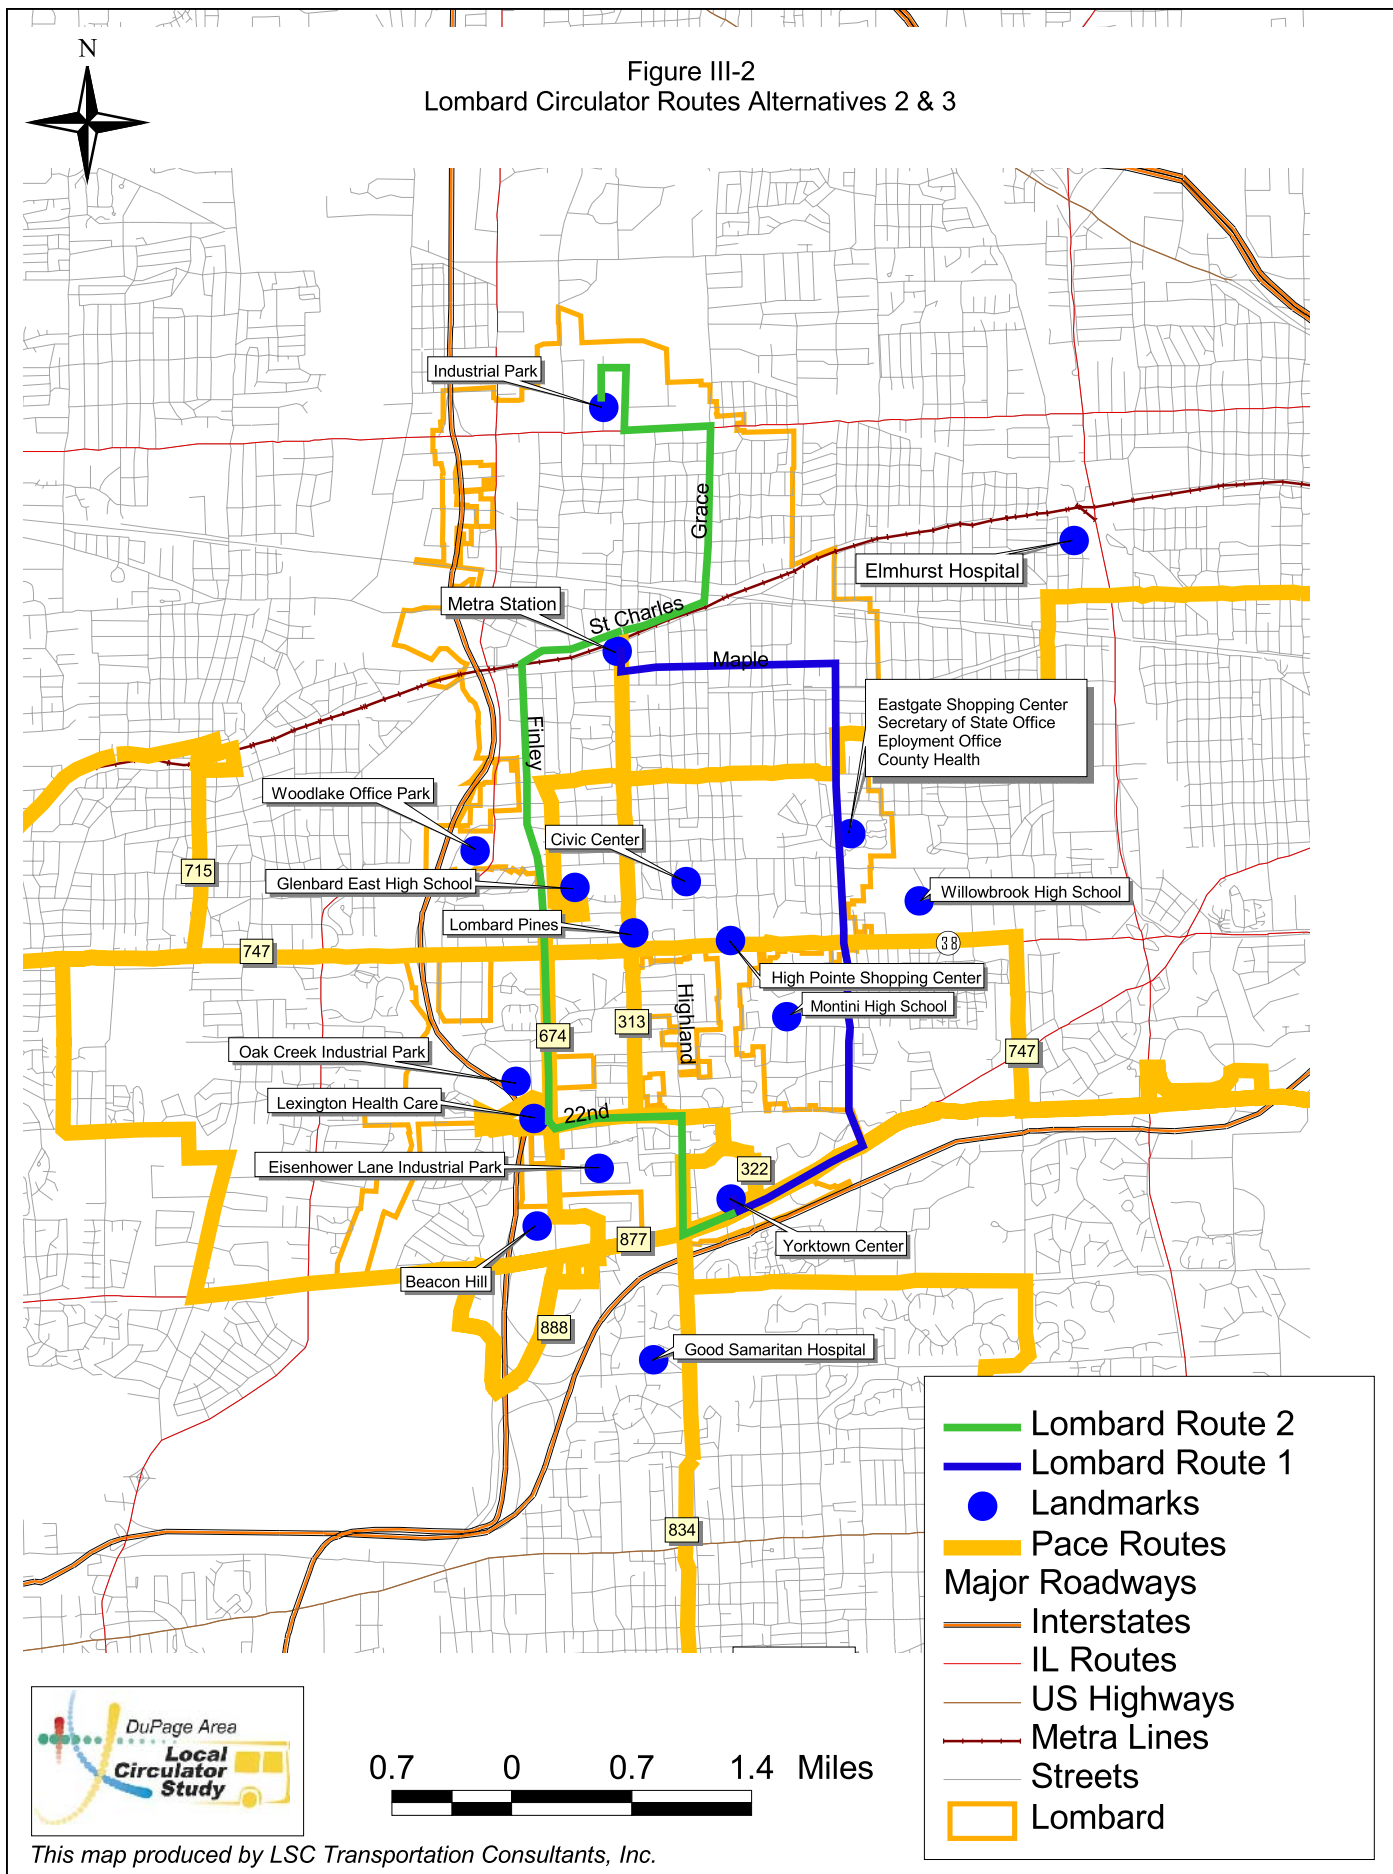 N
Figure III-2
Lombard Circulator Routes Alternatives 2 & 3
Industrial Park
Grace
Elmhurst Hospital
Metra Station
St Charles
Maple
Eastgate Shopping Center
Secretary of State Office
Eployment Office
County Health
Finley
Woodlake Office Park
Civic Center
715
Glenbard East High School
Willowbrook High School
Lombard Pines
747
38
High Pointe Shopping Center
Highland
Montini High School
674
313
747
Oak Creek Industrial Park
Lexington Health Care
22nd
Eisenhower Lane Industrial Park
322
877
Yorktown Center
Beacon Hill
888
Good Samaritan Hospital
834
Lombard Route 2
Lombard Route 1
Landmarks
Pace Routes
Major Roadways
Interstates
IL Routes
US Highways
Metra Lines
Streets
Lombard
DuPage Area
Local
Circulator
Study
0.7 0 0.7 1.4 Miles
This map produced by LSC Transportation Consultants, Inc.